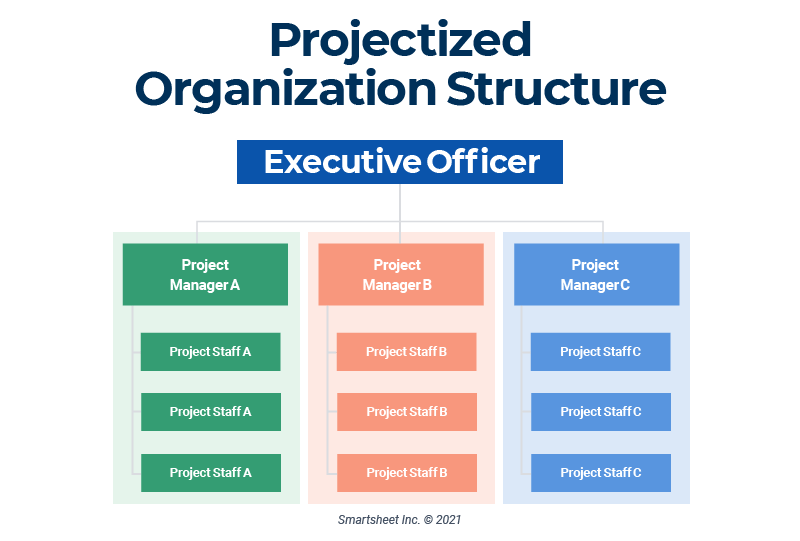 Projectized
Organization Structure
Executive Officer
Project
Manager A
Project Staff A
Project Staff A
Project Staff A
Project
Manager B
Project Staff B
Project Staff B
Project Staff B
Project
Manager C
Project Staff C
Project Staff C
Project Staff C
Smartsheet Inc. © 2021